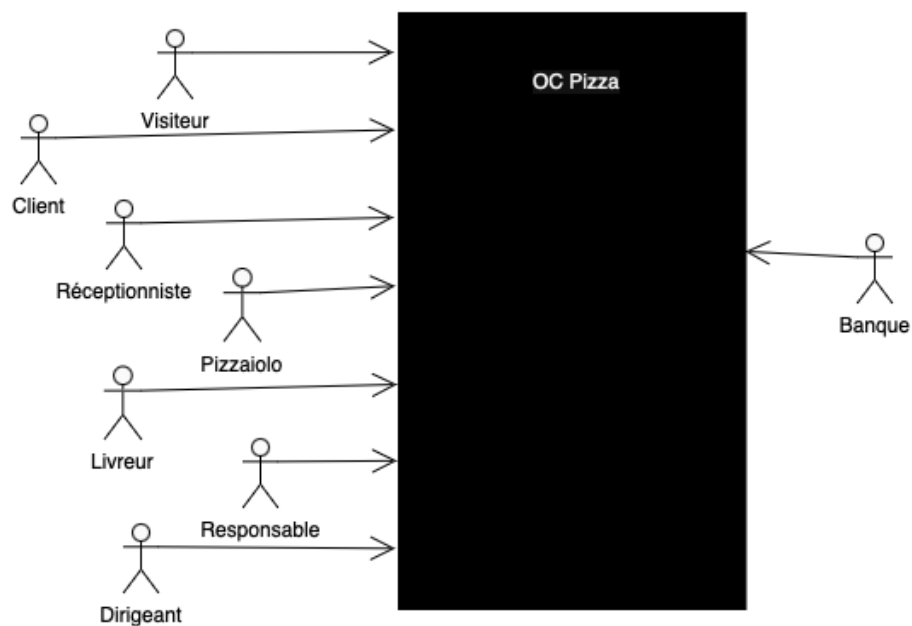 OC Pizza
Visiteur
Client
Réceptionniste
Banque
Pizzaiolo
Livreur
Responsable
Dirigeant